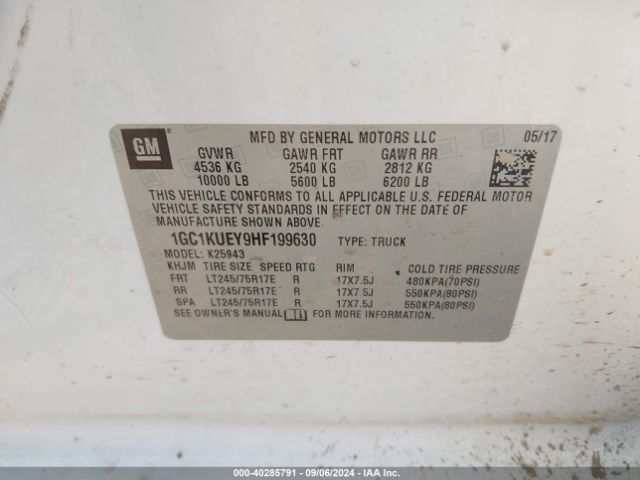 GM
MFD BY GENERAL MOTORS LLC 05/17
GVWR GAWR FRT GAWR RR
4536 KG 2540 KG 2812 KG
10000 LB 5600 LB 6200 LB
THIS VEHICLE CONFORMS TO ALL APPLICABLE U.S. FEDERAL MOTOR
VEHICLE SAFETY STANDARDS IN EFFECT ON THE DATE OF
MANUFACTURE SHOWN ABOVE.
1GC1KUEY9HF199630 TYPE: TRUCK
MODEL: K25943
KHJM TIRE SIZE SPEED RTG RIM COLD TIRE PRESSURE
FRT LT245/75R17E R 17X7.5J 480KPA(70PSI)
RR LT245/75R17E R 17X7.5J 550KPA(80PSI)
SPA LT245/75R17E R 17X7.5J 550KPA(80PSI)
SEE OWNER'S MANUAL FOR MORE INFORMATION.
000-40285791 - 09/06/2024 - IAA Inc.